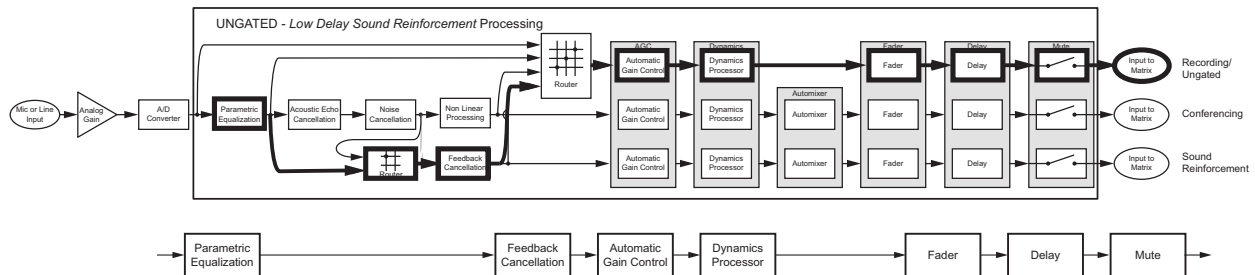 UNGATED - Low Delay Sound Reinforcement Processing
AGC
Dynamics
Fader
Delay
Mute
Automatic
Gain Control
Dynamics
Processor
Fader
Delay
Input to
Matrix
Recording/
Ungated
Router
Mic or Line
Input
Analog
Gain
A/D
Converter
Parametric
Equalization
Acoustic Echo
Cancellation
Noise
Cancellation
Non Linear
Processing
Automatic
Gain Control
Dynamics
Processor
Automixer
Automixer
Fader
Delay
Input to
Matrix
Conferencing
Router
Feedback
Cancellation
Automatic
Gain Control
Dynamics
Processor
Automixer
Fader
Delay
Input to
Matrix
Sound
Reinforcement
Parametric
Equalization
Feedback
Cancellation
Automatic
Gain Control
Dynamics
Processor
Fader
Delay
Mute